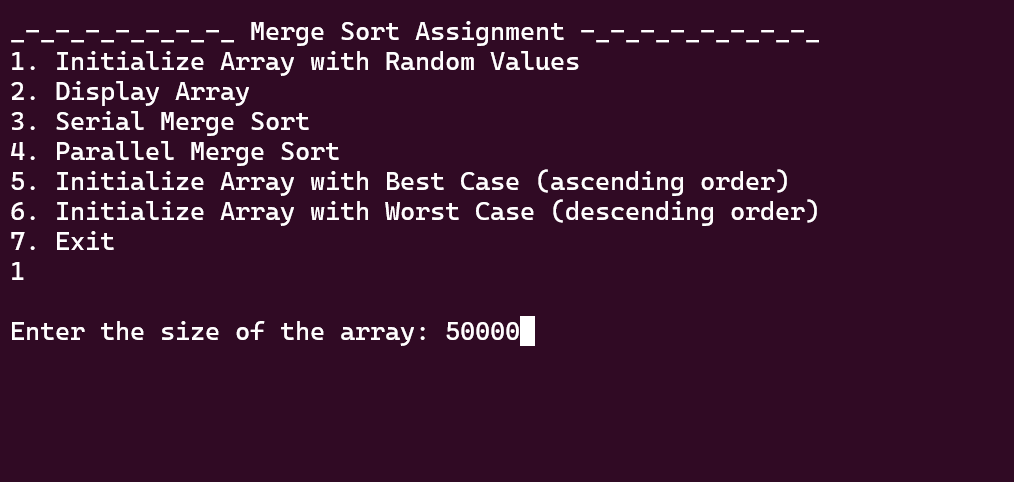 _-_-_-_-_-_-_-_ Merge Sort Assignment -_-_-_-_-_-_-_-_
1. Initialize Array with Random Values
2. Display Array
3. Serial Merge Sort
4. Parallel Merge Sort
5. Initialize Array with Best Case (ascending order)
6. Initialize Array with Worst Case (descending order)
7. Exit
1
Enter the size of the array: 50000